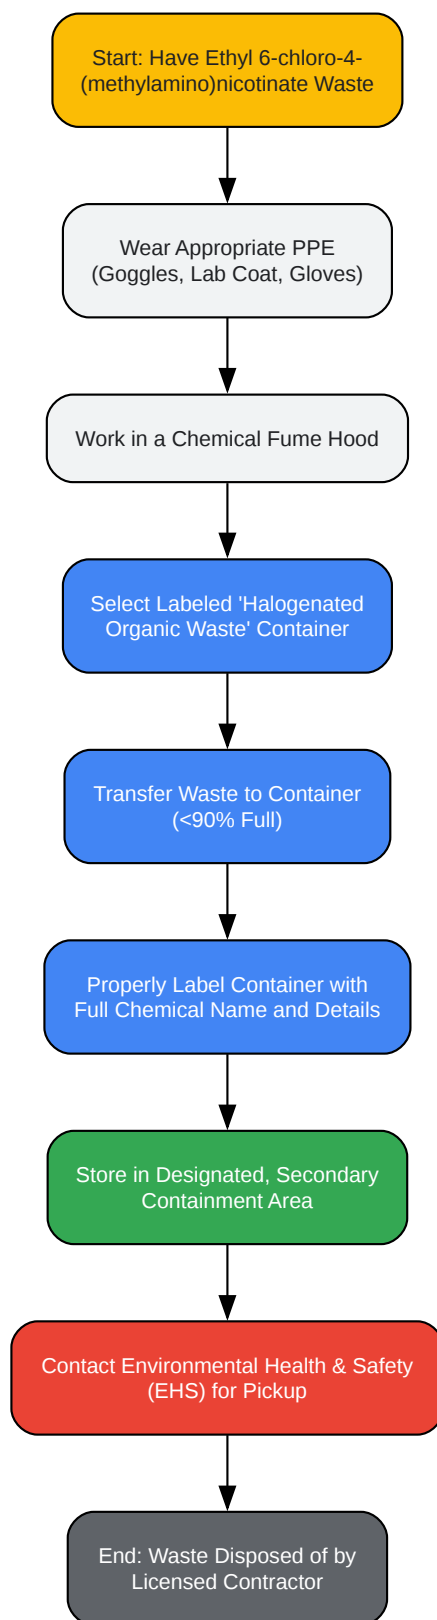 Start: Have Ethyl 6-chloro-4-
(methylamino)nicotinate Waste
Wear Appropriate PPE
(Goggles, Lab Coat, Gloves)
Work in a Chemical Fume Hood
Select Labeled 'Halogenated
Organic Waste' Container
Transfer Waste to Container
(<90% Full)
Properly Label Container with
Full Chemical Name and Details
Store in Designated, Secondary
Containment Area
Contact Environmental Health & Safety
(EHS) for Pickup
End: Waste Disposed of by
Licensed Contractor